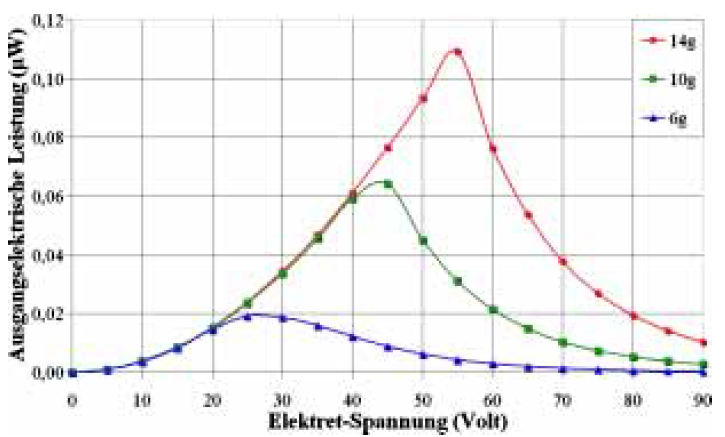 0,12
0,10
0,08
0,06
0,04
0,02
0,00
Ausgangselektrische Leistung (µW)
14g
10g
6g
0 10 20 30 40 50 60 70 80 90
Elektret-Spannung (Volt)